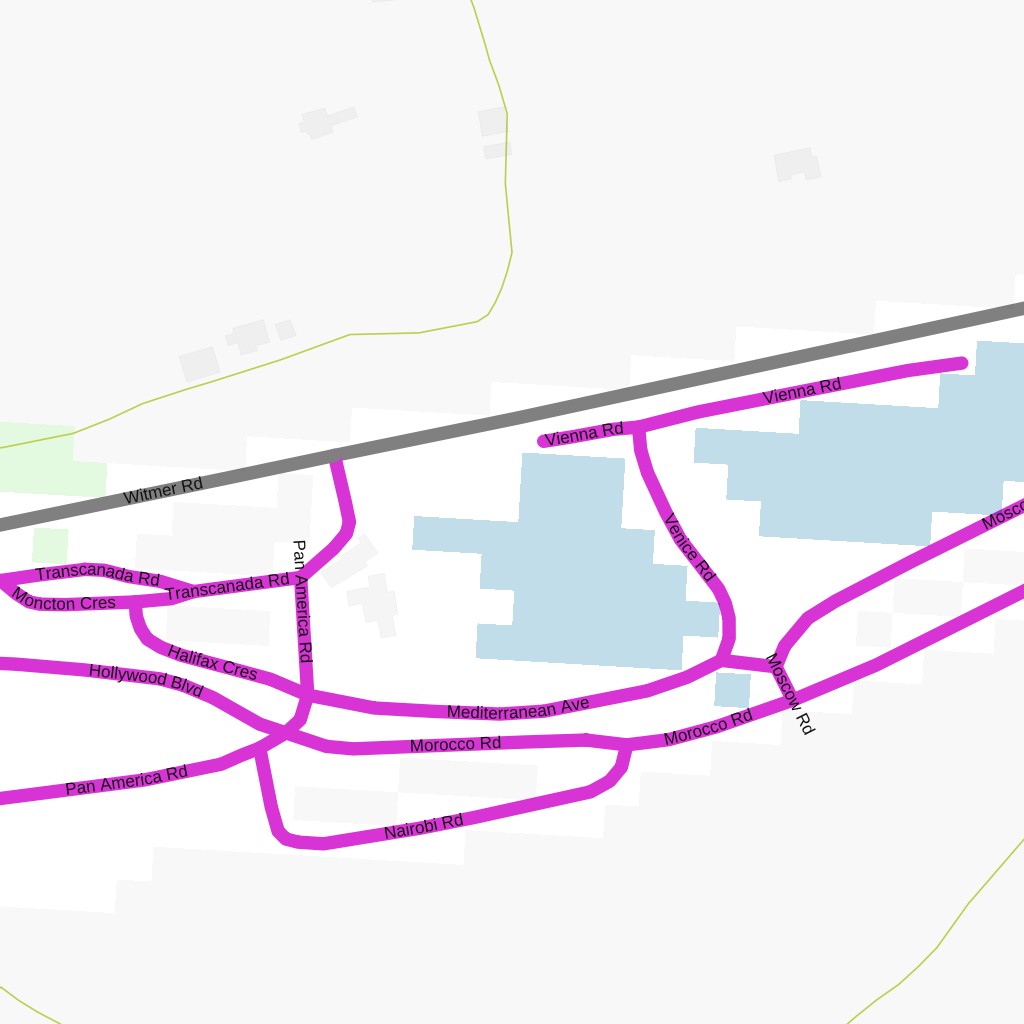 Vienna Rd
Vienna Rd
Witmer Rd
Moscow
Venice Rd
Pan America Rd
Transcanada Rd
Transcanada Rd
Moncton Cres
Halifax Cres
Hollywood Blvd
Moscow Rd
Mediterranean Ave
Morocco Rd
Morocco Rd
Pan America Rd
Nairobi Rd